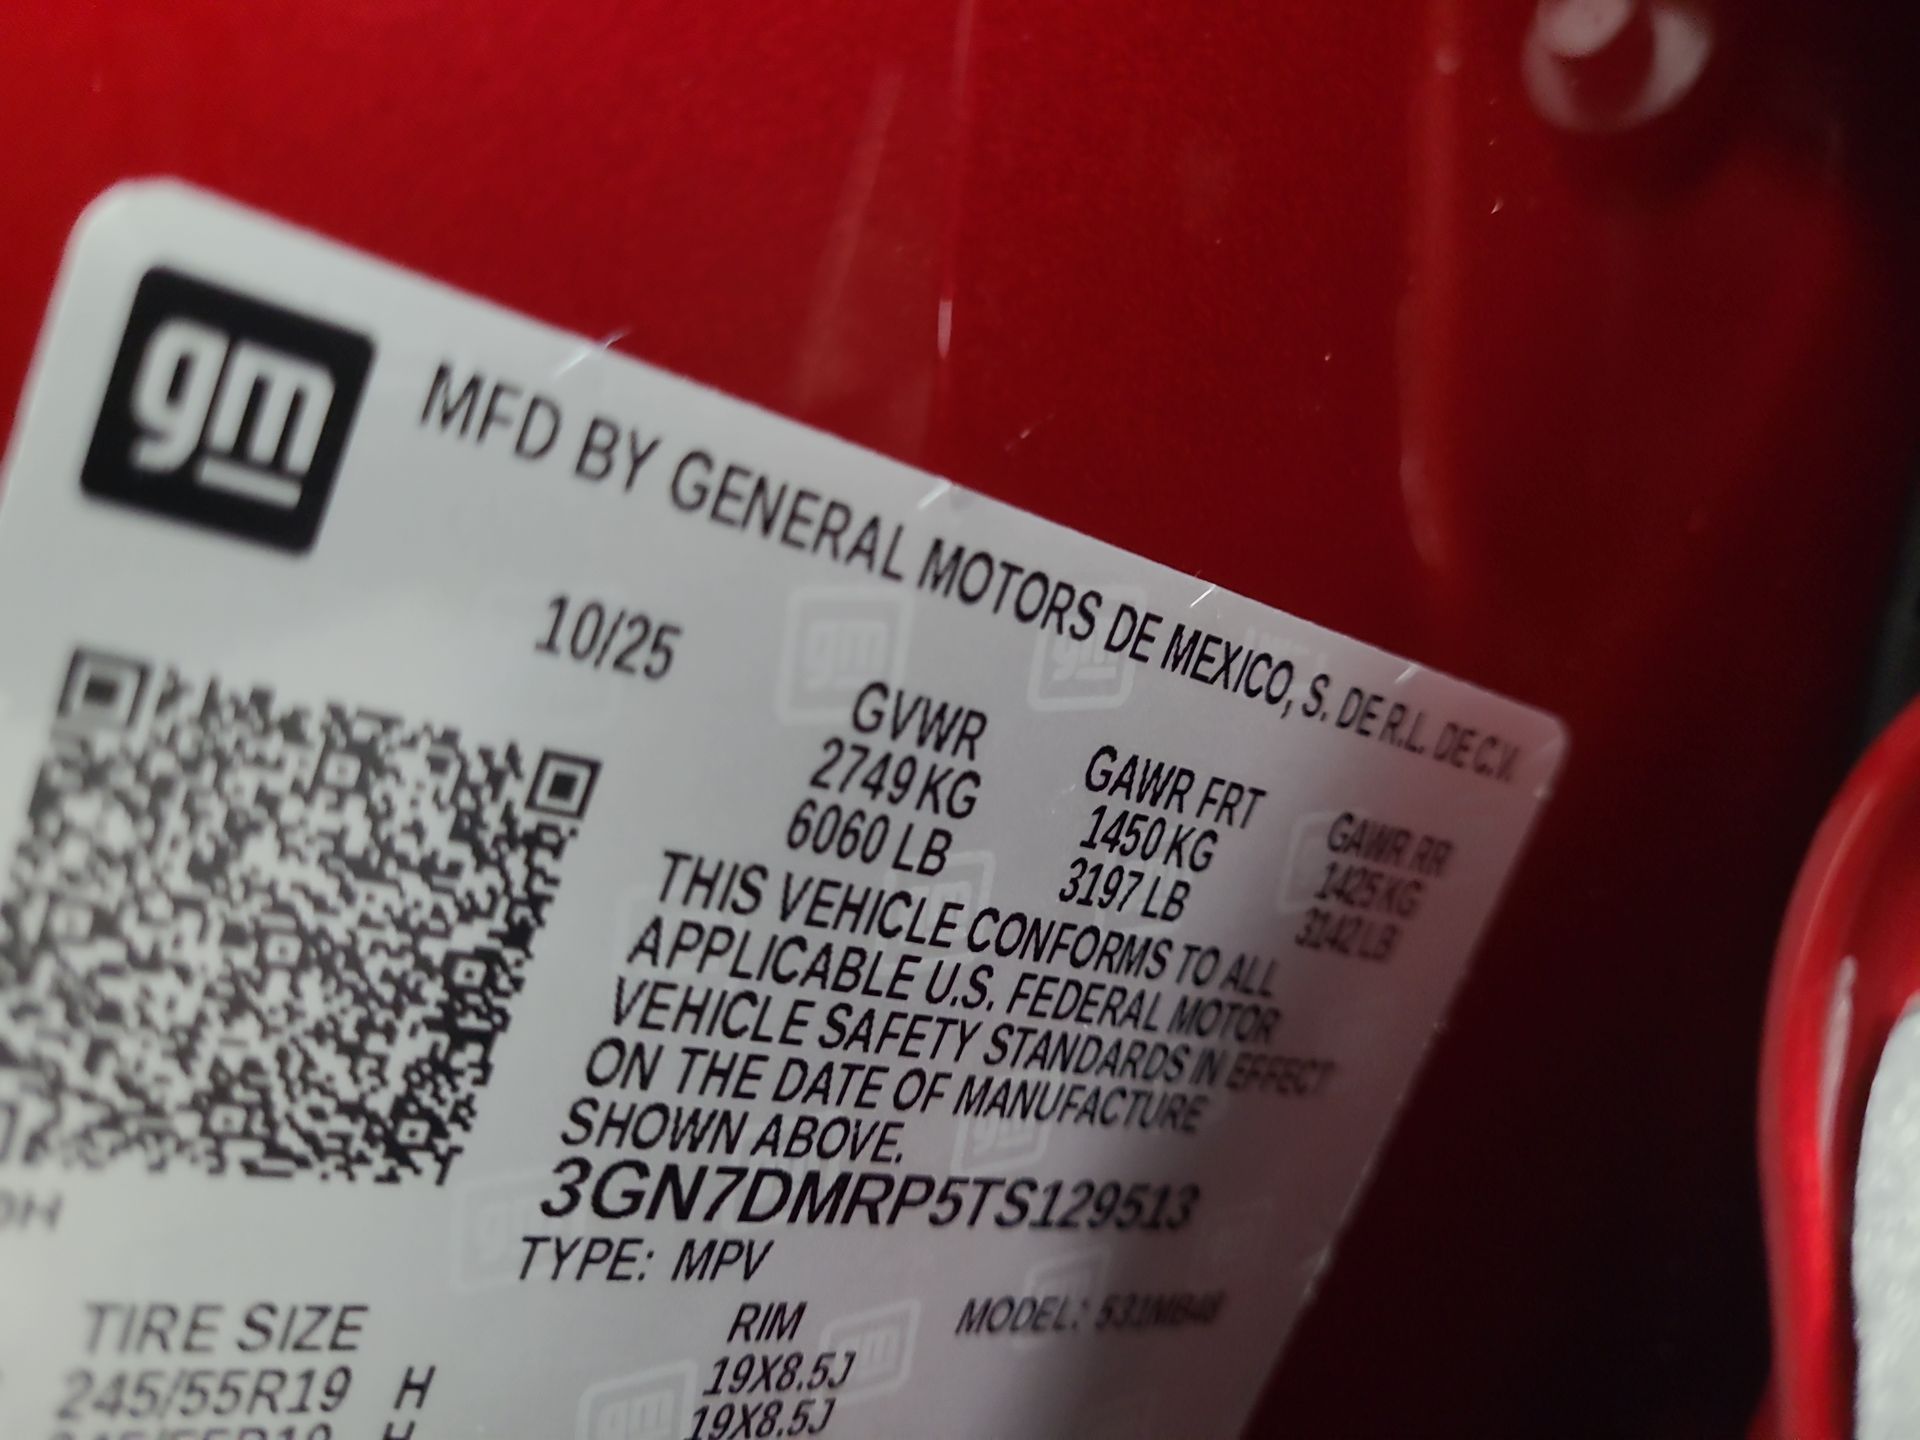 gm
MFD BY GENERAL MOTORS DE MEXICO, S. DE R.L. DE C.V.
10/25
GVWR GAWR FRT GAWR RR
2749 KG 1450 KG 1425 KG
6060 LB 3197 LB 3142 LB
THIS VEHICLE CONFORMS TO ALL
APPLICABLE U.S. FEDERAL MOTOR
VEHICLE SAFETY STANDARDS IN EFFECT
ON THE DATE OF MANUFACTURE
SHOWN ABOVE.
3GN7DMRP5TS129513
TYPE: MPV
MODEL:
TIRE SIZE RIM
245/55R19 H 19X8.5J
245/55R19 H 19X8.5J